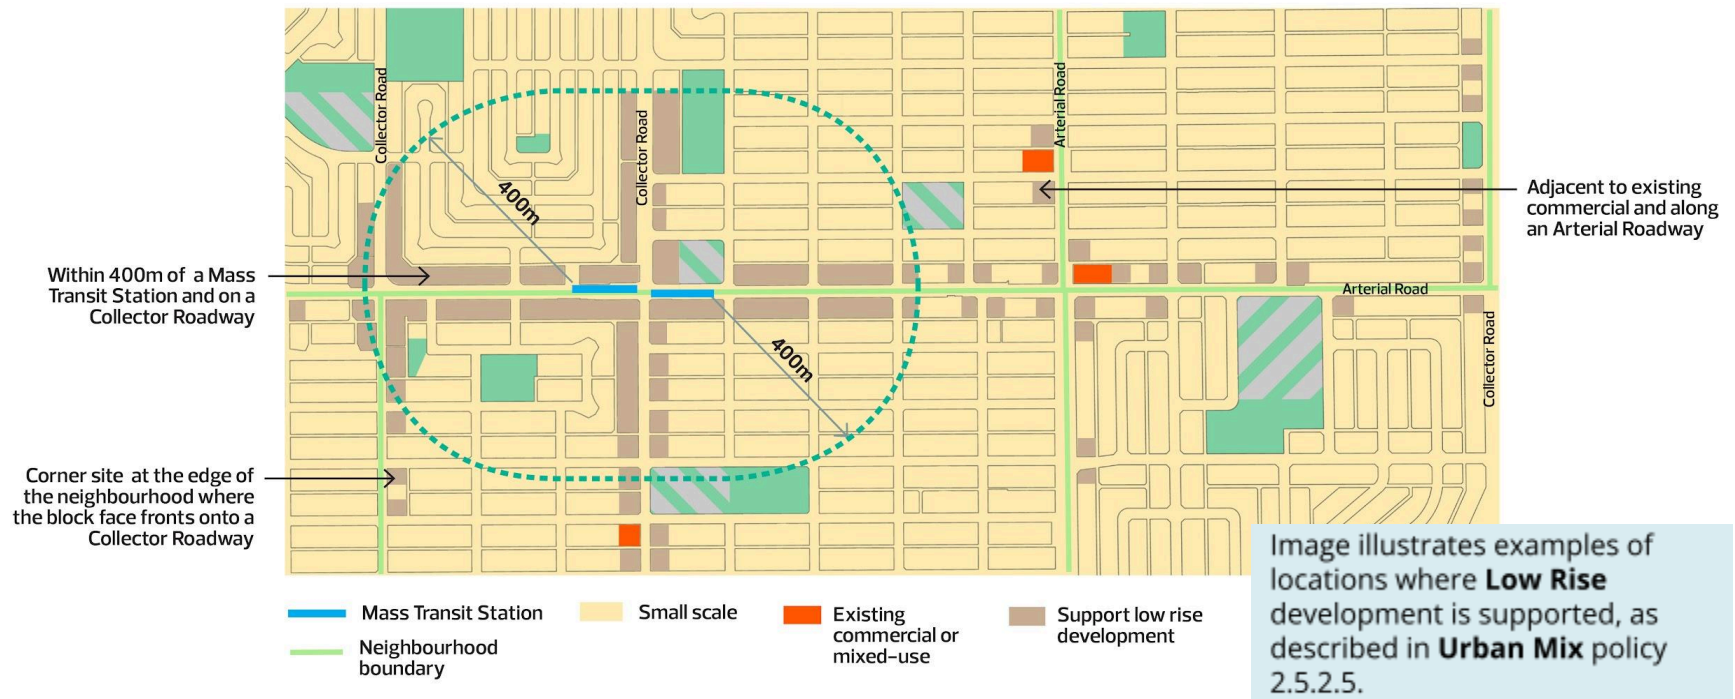 Collector Road
Collector Road
Arterial Road
400m
Adjacent to existing
commercial and along
an Arterial Roadway
Within 400m of a Mass
Transit Station and on a
Collector Roadway
Arterial Road
400m
Collector Road
Corner site at the edge of
the neighbourhood where
the block face fronts onto a
Collector Roadway
Mass Transit Station
Neighbourhood
boundary
Small scale
Existing
commercial or
mixed-use
Support low rise
development
Image illustrates examples of
locations where Low Rise
development is supported, as
described in Urban Mix policy
2.5.2.5.